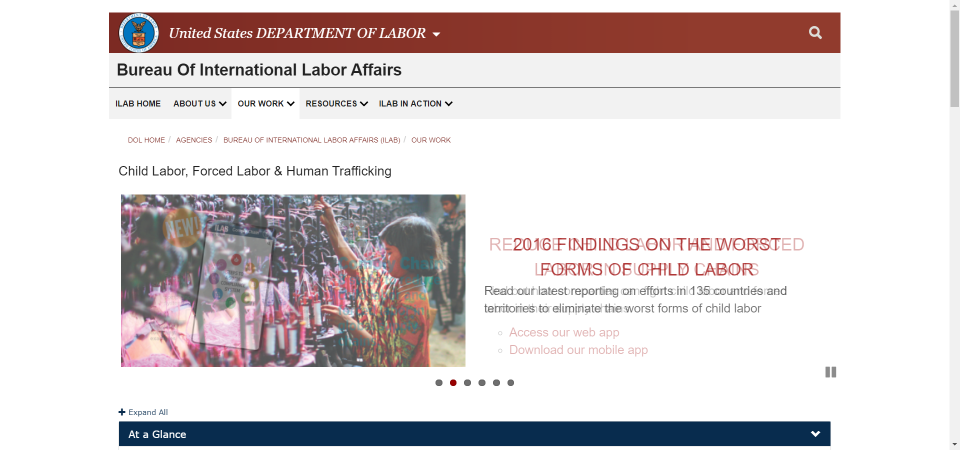 United States DEPARTMENT OF LABOR
Bureau Of International Labor Affairs
ILAB HOME ABOUT US OUR WORK RESOURCES ILAB IN ACTION
DOL HOME / AGENCIES / BUREAU OF INTERNATIONAL LABOR AFFAIRS (ILAB) / OUR WORK
Child Labor, Forced Labor & Human Trafficking
NEW!
ILAB
2016 FINDINGS ON THE WORST
FORMS OF CHILD LABOR
Read our latest reporting on efforts in 135 countries and
territories to eliminate the worst forms of child labor
Access our web app
Download our mobile app
Expand All
At a Glance